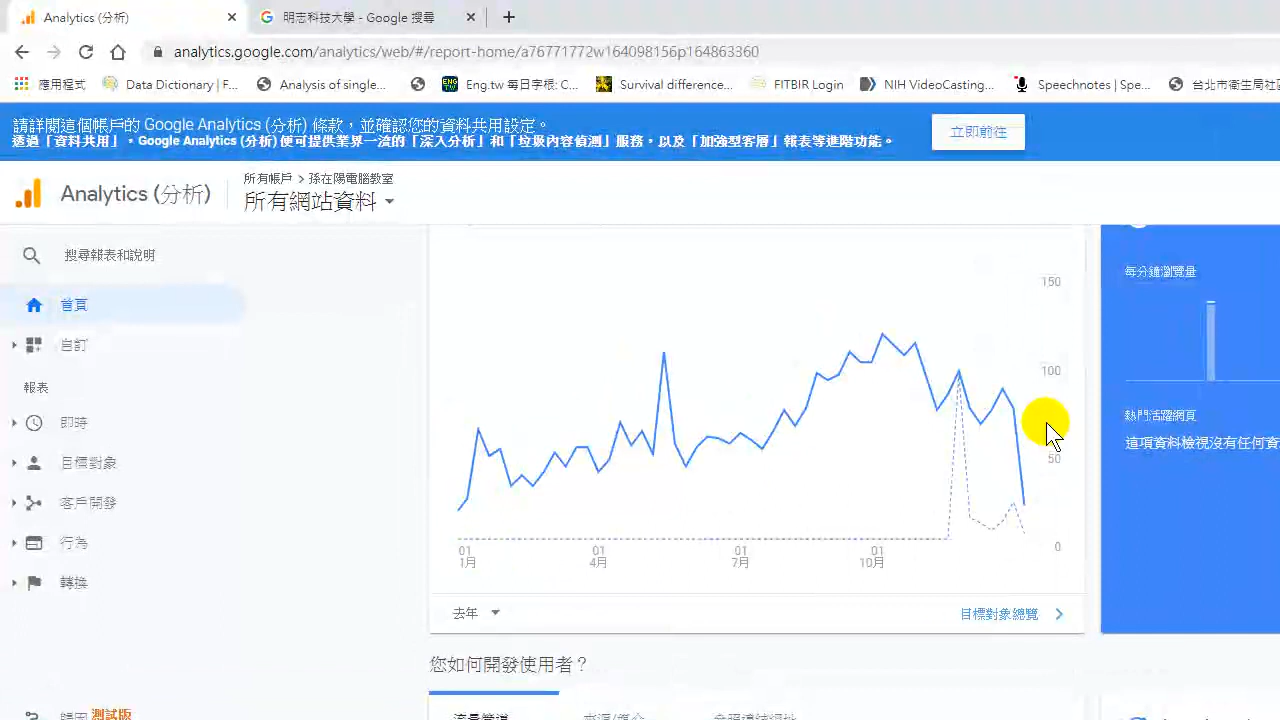 Analytics (分析)
明志科技大學 - Google 搜尋
analytics.google.com/analytics/web/#/report-home/a76771772w164098156p164863360
應用程式
Data Dictionary | F...
Analysis of single...
Eng.tw 每日字根: C...
Survival difference...
FITBIR Login
NIH VideoCasting...
Speechnotes | Spe...
台北市衛生局社
請詳閱這個帳戶的 Google Analytics (分析) 條款，並確認您的資料共用設定。
透過「資料共用」，Google Analytics (分析) 便可提供業界一流的「深入分析」和「垃圾內容偵測」服務，以及「加強型客層」報表等進階功能。
立即前往
Analytics (分析)
所有帳戶 > 孫在陽電腦教室
所有網站資料
搜尋報表和說明
首頁
自訂
報表
即時
目標對象
客戶開發
行為
轉換
測試版
150
100
50
0
01
1月
01
4月
01
7月
01
10月
去年
目標對象總覽
每分鐘瀏覽量
熱門活躍網頁
這項資料檢視沒有任何資
您如何開發使用者？
流量管道